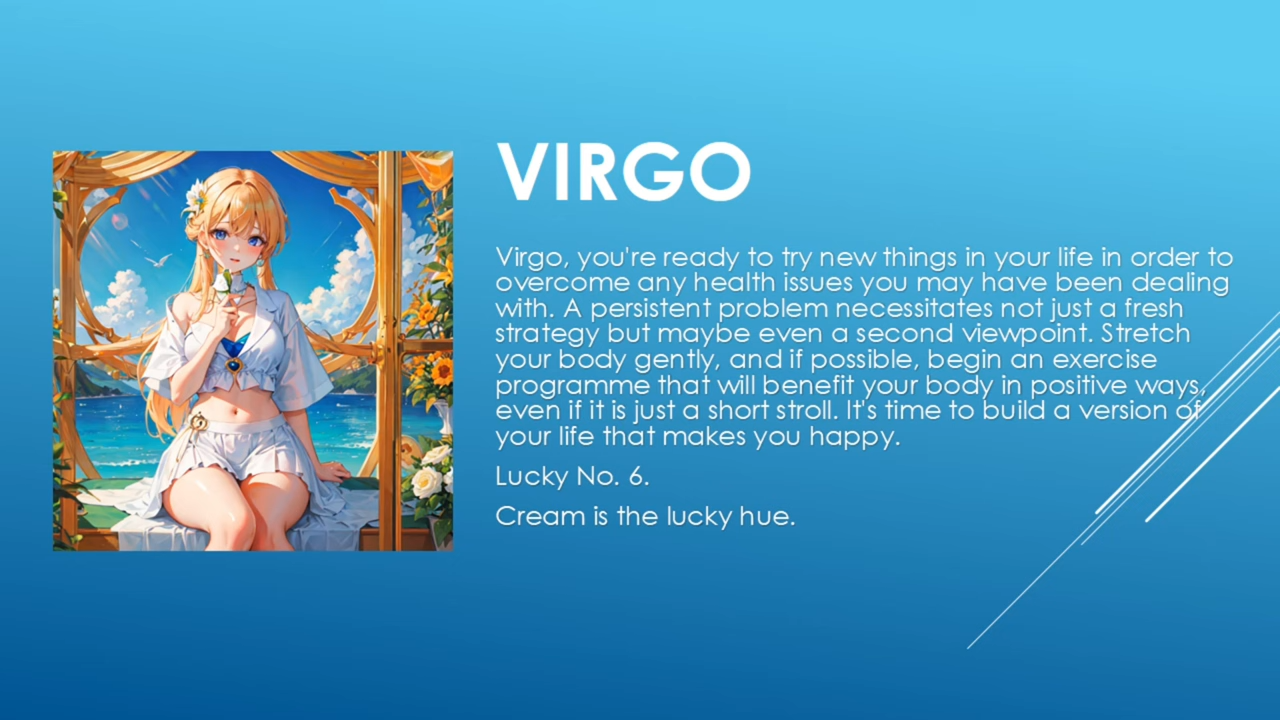 VIRGO
Virgo, you're ready to try new things in your life in order to
overcome any health issues you may have been dealing
with. A persistent problem necessitates not just a fresh
strategy but maybe even a second viewpoint. Stretch
your body gently, and if possible, begin an exercise
programme that will benefit your body in positive ways,
even if it is just a short stroll. It's time to build a version of
your life that makes you happy.
Lucky No. 6.
Cream is the lucky hue.